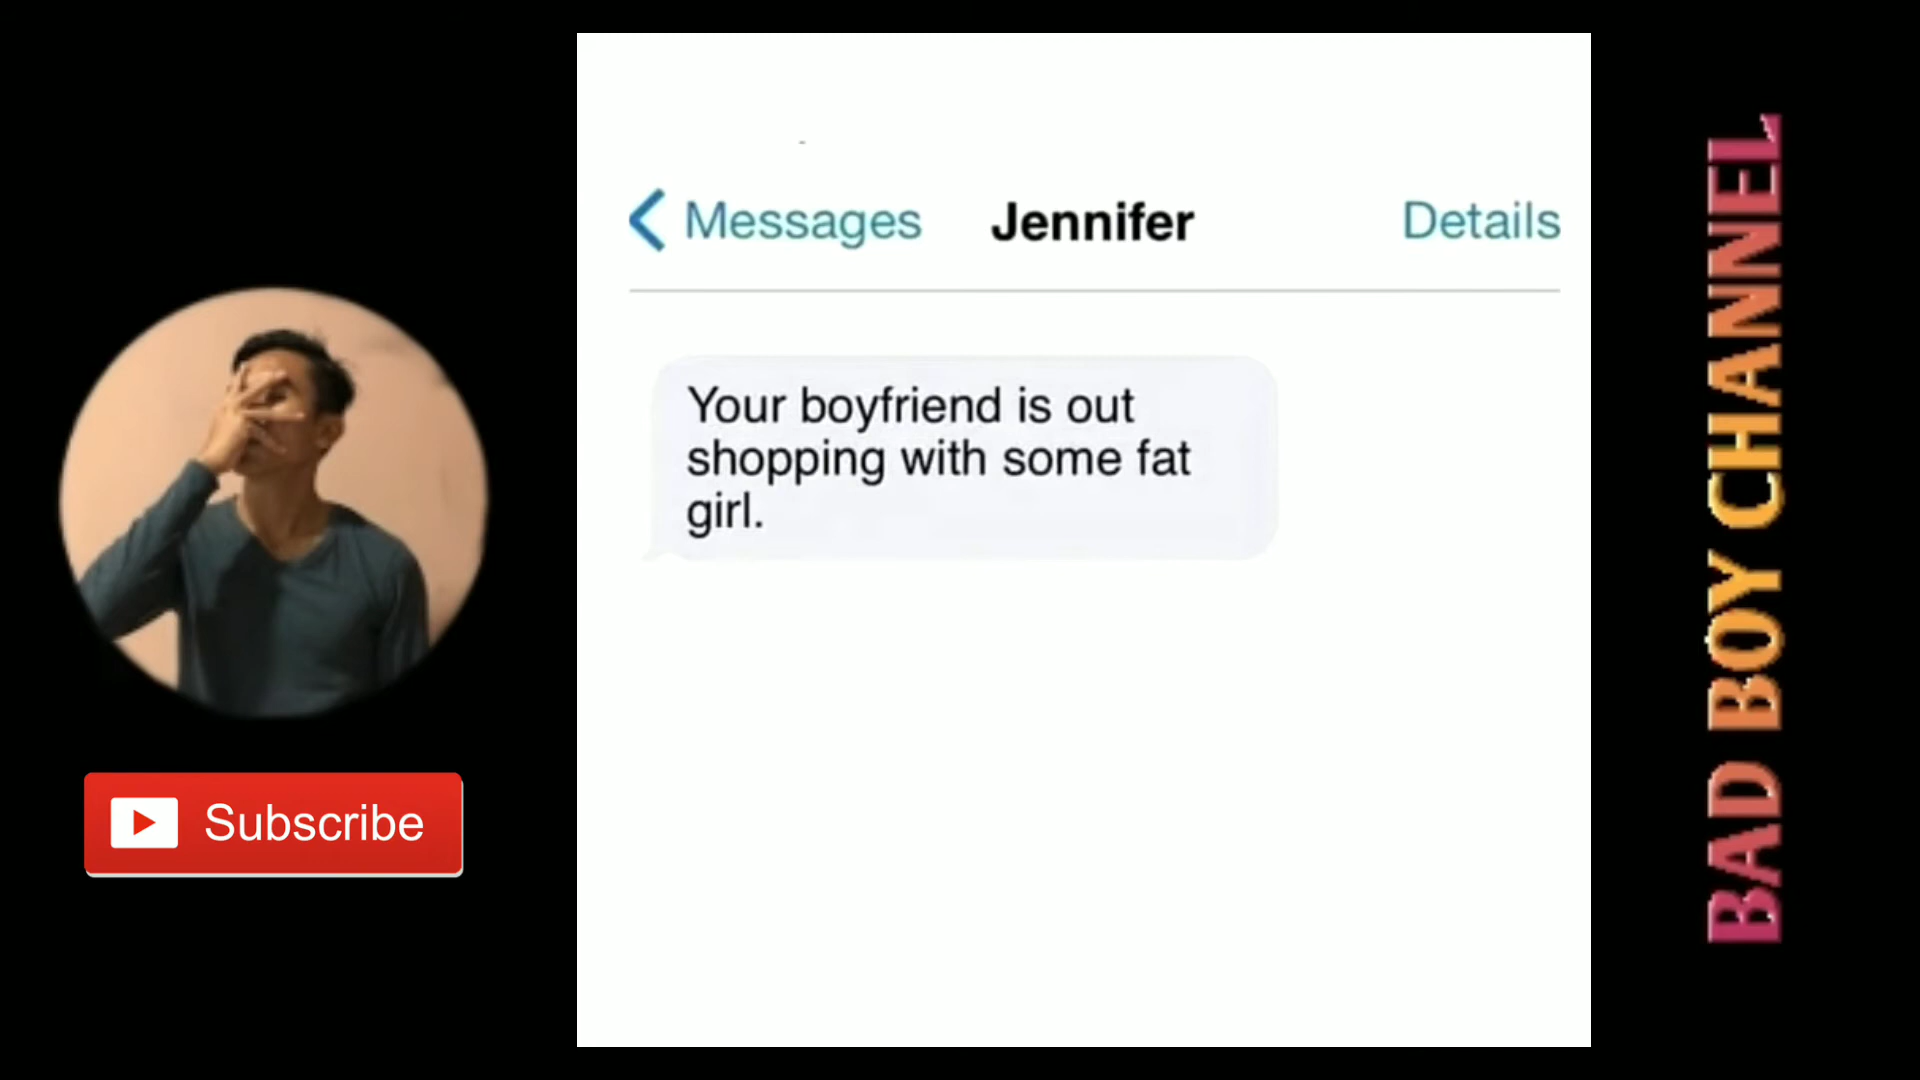 Messages
Jennifer
Details
Your boyfriend is out
shopping with some fat
girl.
Subscribe
BAD BOY CHANNEL